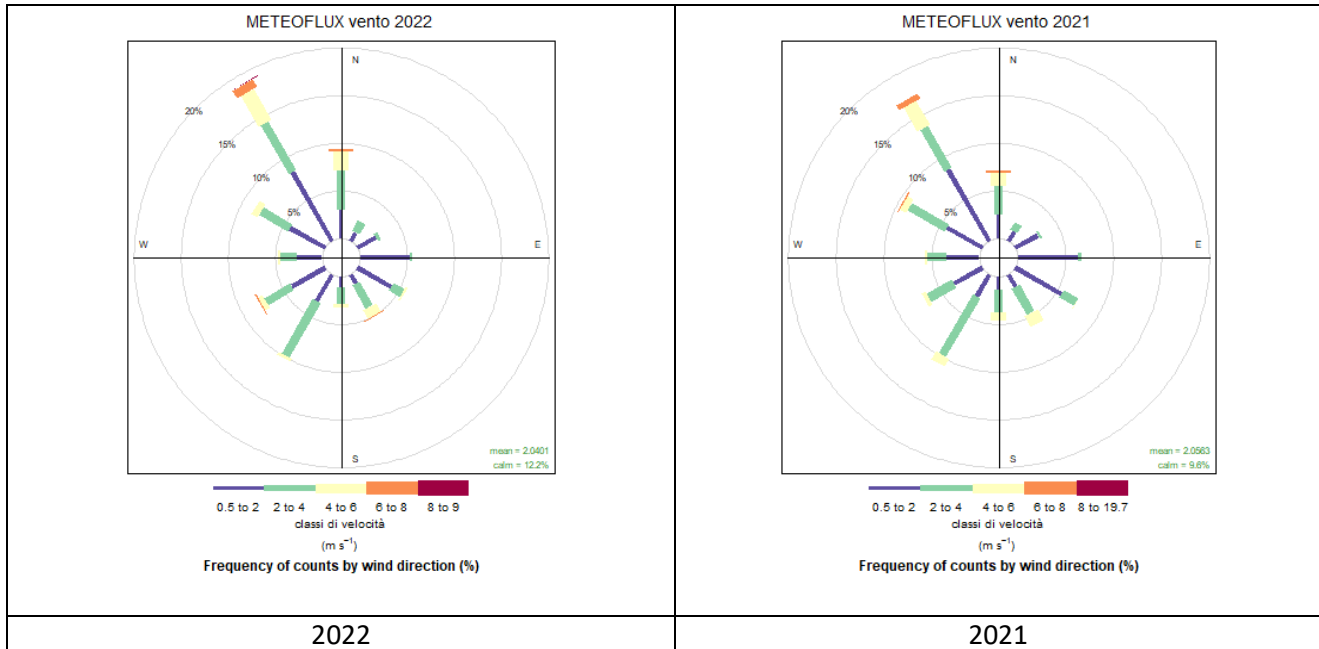 METEOFLUX vento 2022
N
20%
15%
10%
5%
W
E
S
mean = 2.0401
calm = 12.2%
0.5 to 2 2 to 4 4 to 6 6 to 8 8 to 9
classi di velocità
(m s⁻¹)
Frequency of counts by wind direction (%)
2022
METEOFLUX vento 2021
N
20%
15%
10%
5%
W
E
S
mean = 2.0563
calm = 9.6%
0.5 to 2 2 to 4 4 to 6 6 to 8 8 to 19.7
classi di velocità
(m s⁻¹)
Frequency of counts by wind direction (%)
2021